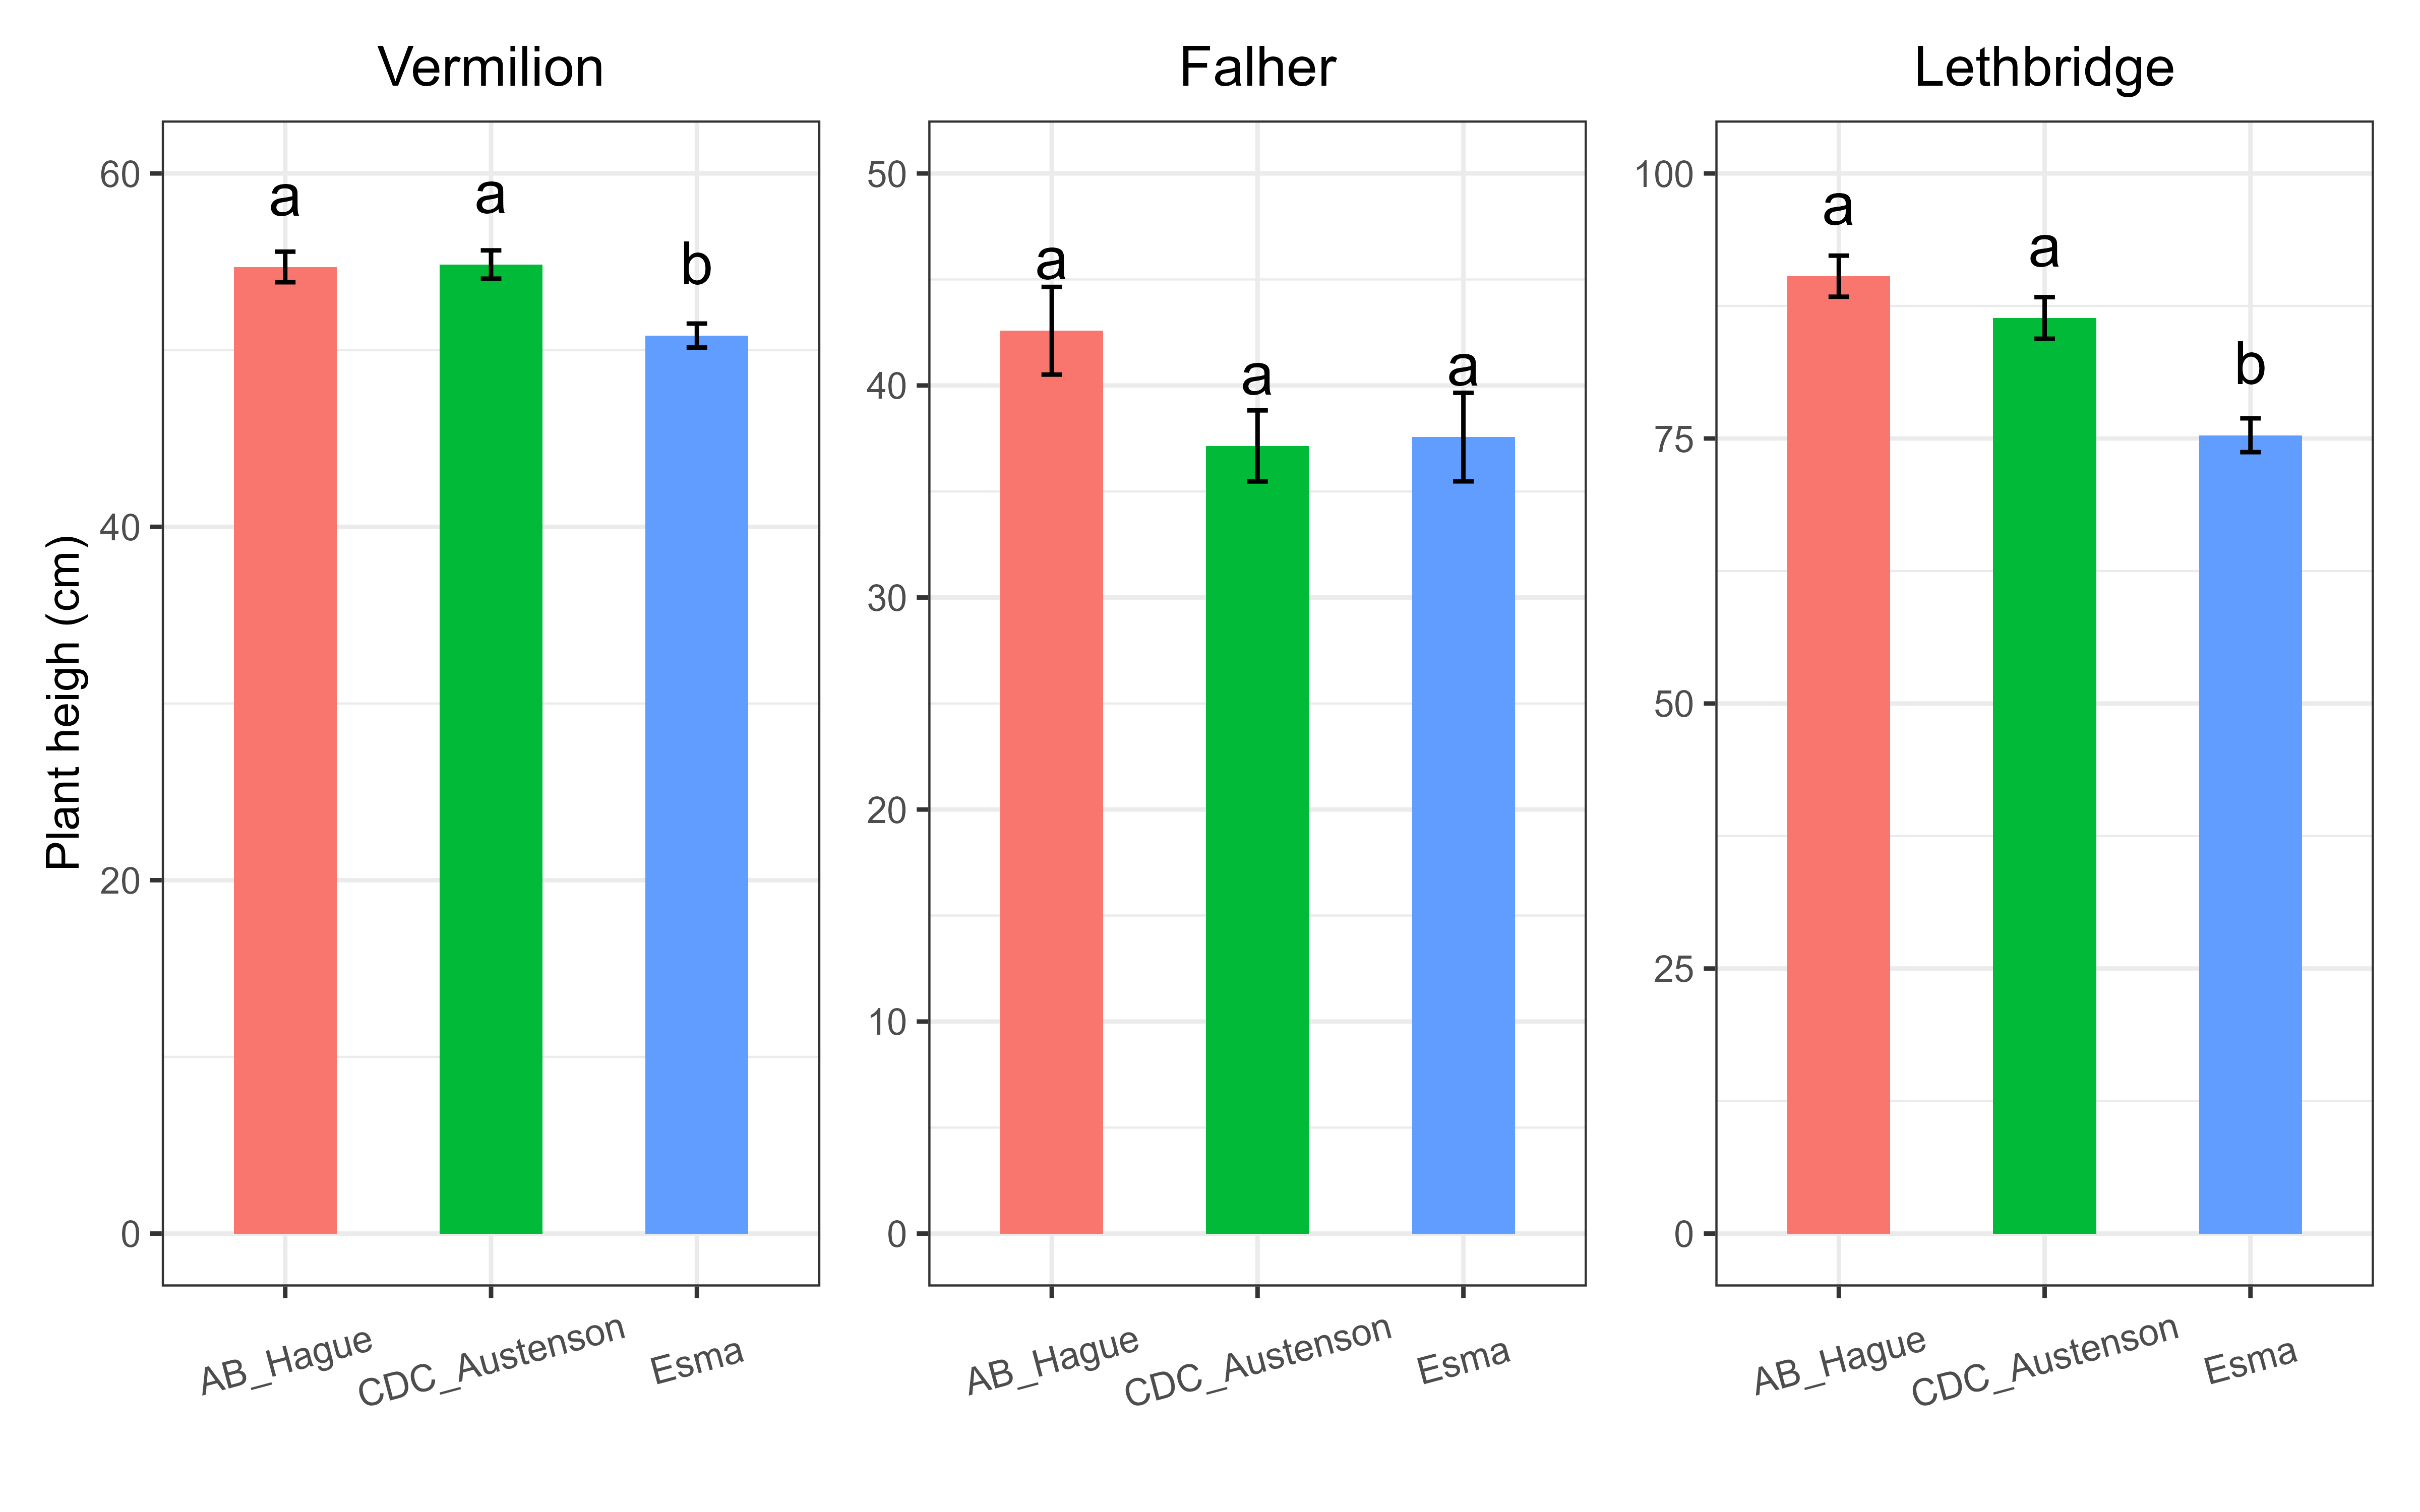 Vermilion
Falher
Lethbridge
Plant heigh (cm)
60
40
20
0
a
a
b
AB_Hague
CDC_Austenson
Esma
50
40
30
20
10
0
a
a
a
AB_Hague
CDC_Austenson
Esma
100
75
50
25
0
a
a
b
AB_Hague
CDC_Austenson
Esma